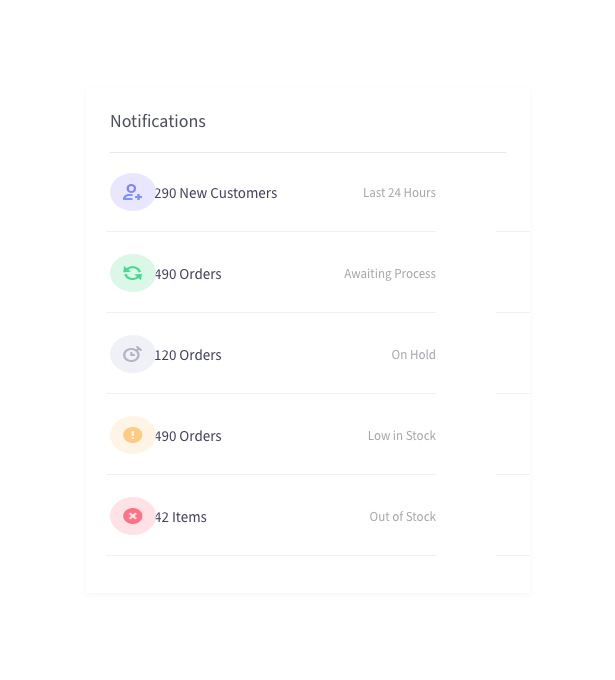 Notifications
290 New Customers Last 24 Hours
490 Orders Awaiting Process
120 Orders On Hold
490 Orders Low in Stock
42 Items Out of Stock